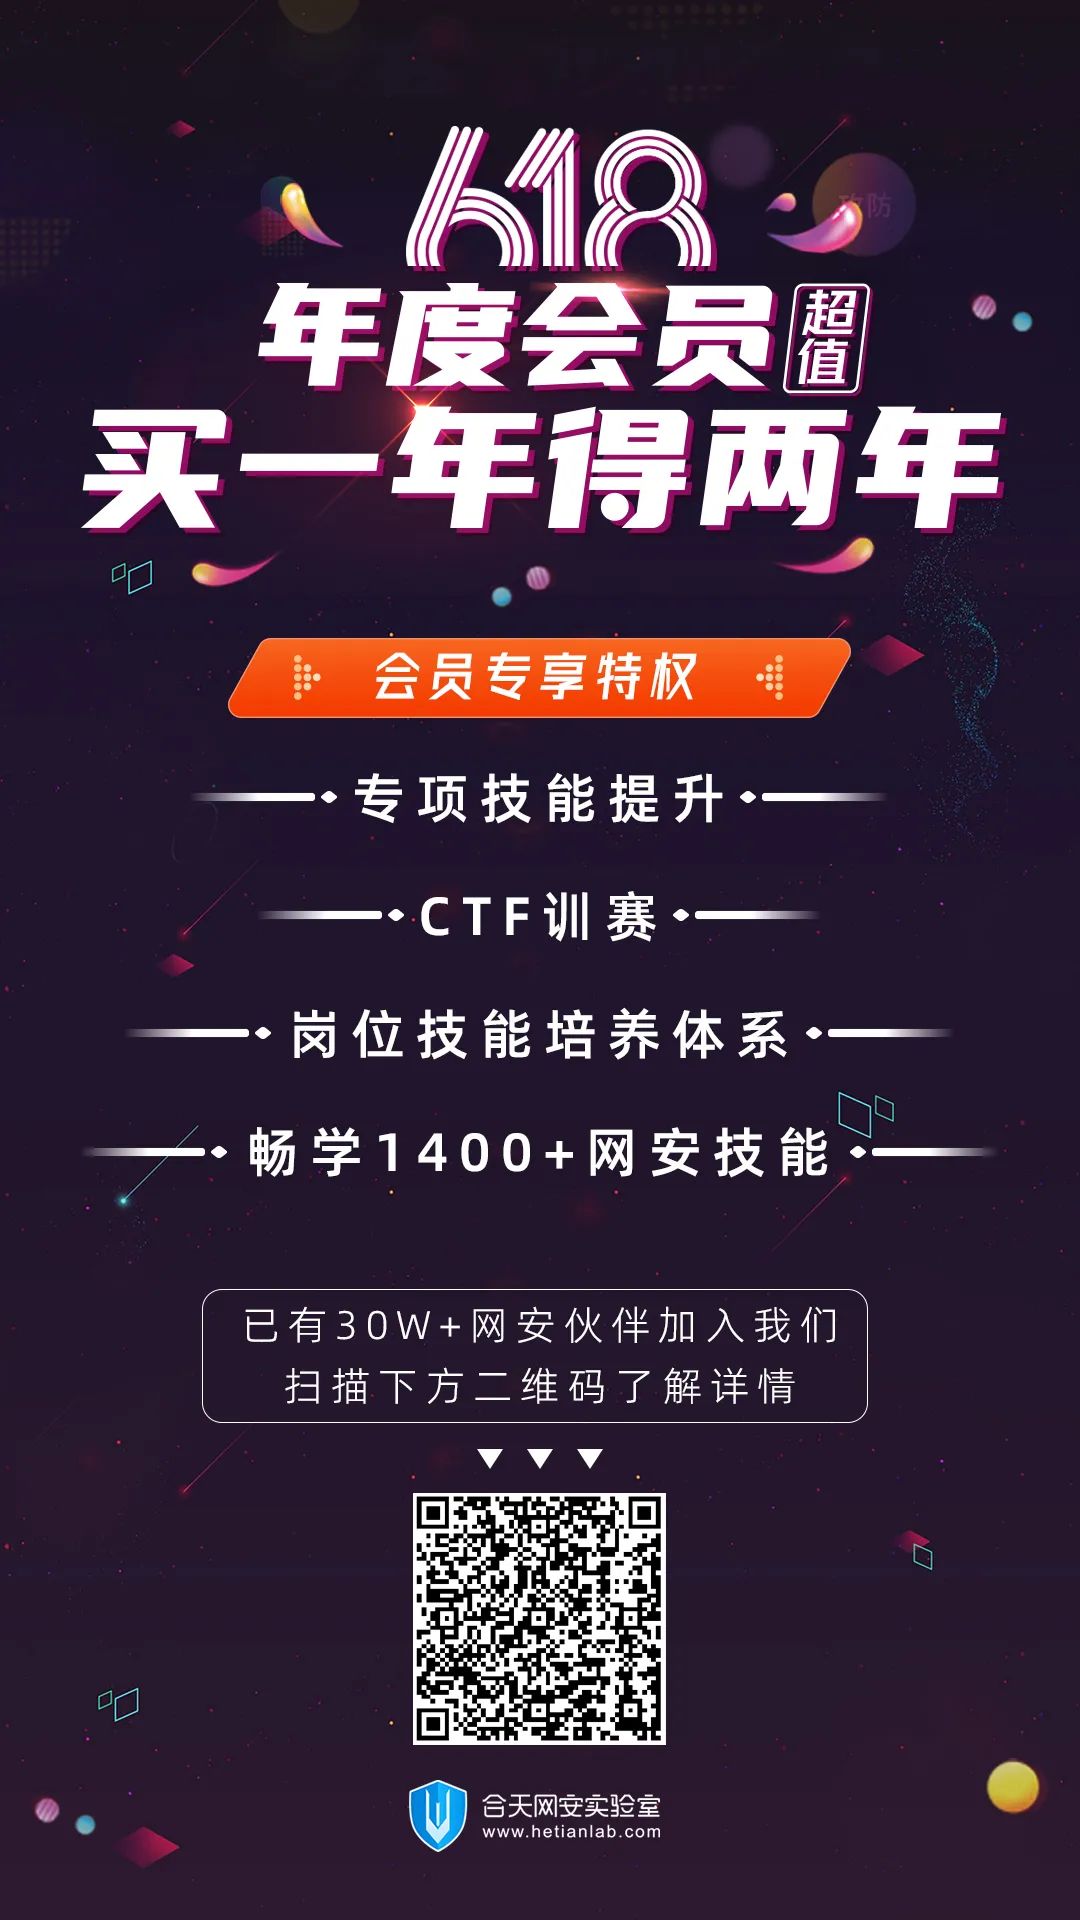 618
攻防
年度会员
超值
买一年得两年
会员专享特权
专项技能提升
CTF训赛
岗位技能培养体系
畅学1400+网安技能
已有30W+网安伙伴加入我们
扫描下方二维码了解详情
合天网安实验室
www.hetianlab.com